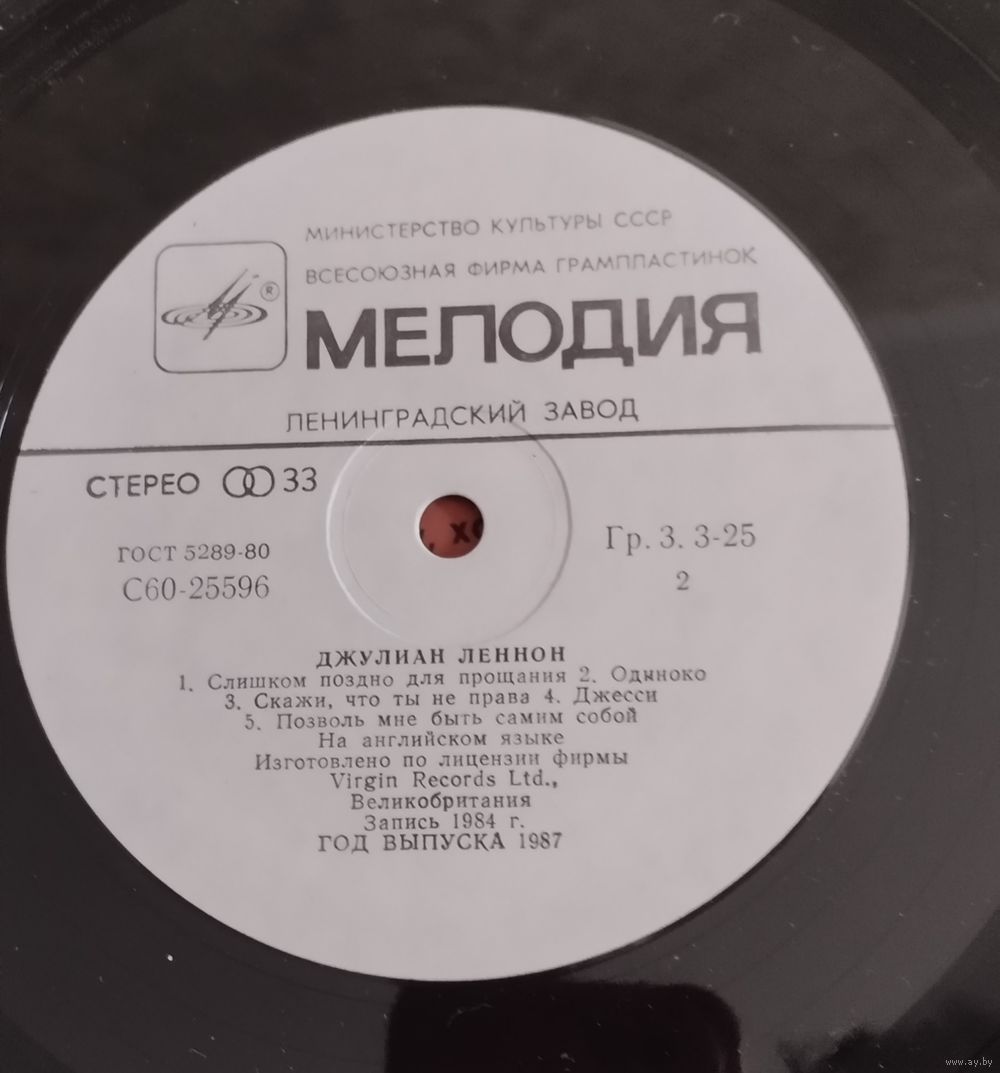 МИНИСТЕРСТВО КУЛЬТУРЫ СССР
ВСЕСОЮЗНАЯ ФИРМА ГРАМПЛАСТИНОК
®
МЕЛОДИЯ
ЛЕНИНГРАДСКИЙ ЗАВОД
СТЕРЕО 33
ГОСТ 5289-80
С60-25596
Гр. 3. 3-25
2
ДЖУЛИАН ЛЕННОН
1. Слишком поздно для прощания 2. Одиноко
3. Скажи, что ты не права 4. Джесси
5. Позволь мне быть самим собой
На английском языке
Изготовлено по лицензии фирмы
Virgin Records Ltd.,
Великобритания
Запись 1984 г.
ГОД ВЫПУСКА 1987
www.ay.by